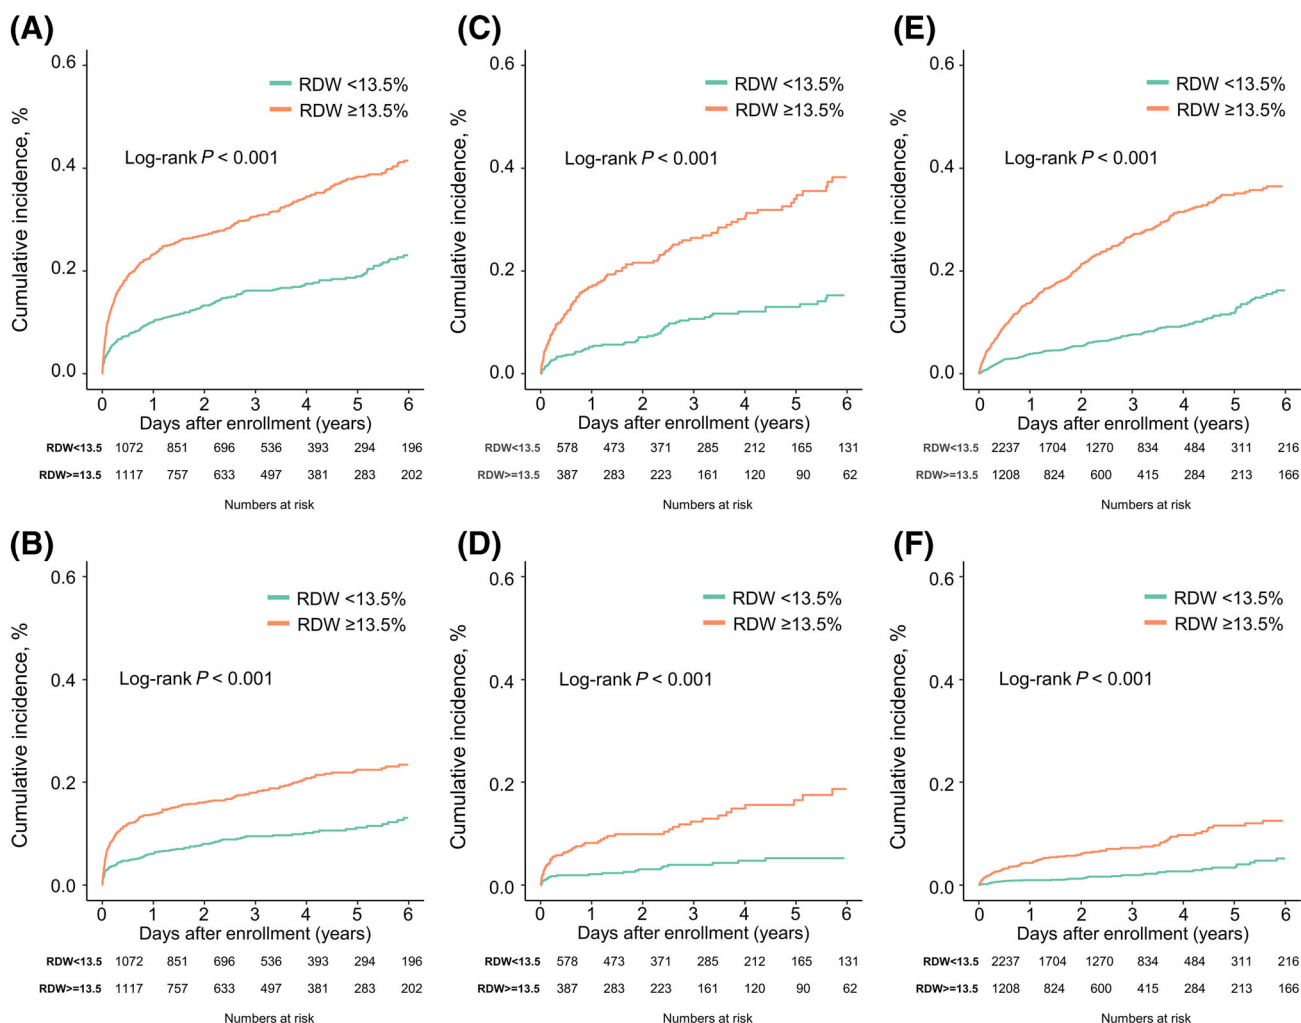 (A)
0.6
0.4
0.2
0.0
Cumulative incidence, %
RDW <13.5%
RDW ≥13.5%
Log-rank P < 0.001
0 1 2 3 4 5 6
Days after enrollment (years)
RDW<13.5 1072 851 696 536 393 294 196
RDW>=13.5 1117 757 633 497 381 283 202
Numbers at risk
(C)
0.6
0.4
0.2
0.0
Cumulative incidence, %
RDW <13.5%
RDW ≥13.5%
Log-rank P < 0.001
0 1 2 3 4 5 6
Days after enrollment (years)
RDW<13.5 578 473 371 285 212 165 131
RDW>=13.5 387 283 223 161 120 90 62
Numbers at risk
(E)
0.6
0.4
0.2
0.0
Cumulative incidence, %
RDW <13.5%
RDW ≥13.5%
Log-rank P < 0.001
0 1 2 3 4 5 6
Days after enrollment (years)
RDW<13.5 2237 1704 1270 834 484 311 216
RDW>=13.5 1208 824 600 415 284 213 166
Numbers at risk
(B)
0.6
0.4
0.2
0.0
Cumulative incidence, %
RDW <13.5%
RDW ≥13.5%
Log-rank P < 0.001
0 1 2 3 4 5 6
Days after enrollment (years)
RDW<13.5 1072 851 696 536 393 294 196
RDW>=13.5 1117 757 633 497 381 283 202
Numbers at risk
(D)
0.6
0.4
0.2
0.0
Cumulative incidence, %
RDW <13.5%
RDW ≥13.5%
Log-rank P < 0.001
0 1 2 3 4 5 6
Days after enrollment (years)
RDW<13.5 578 473 371 285 212 165 131
RDW>=13.5 387 283 223 161 120 90 62
Numbers at risk
(F)
0.6
0.4
0.2
0.0
Cumulative incidence, %
RDW <13.5%
RDW ≥13.5%
Log-rank P < 0.001
0 1 2 3 4 5 6
Days after enrollment (years)
RDW<13.5 2237 1704 1270 834 484 311 216
RDW>=13.5 1208 824 600 415 284 213 166
Numbers at risk